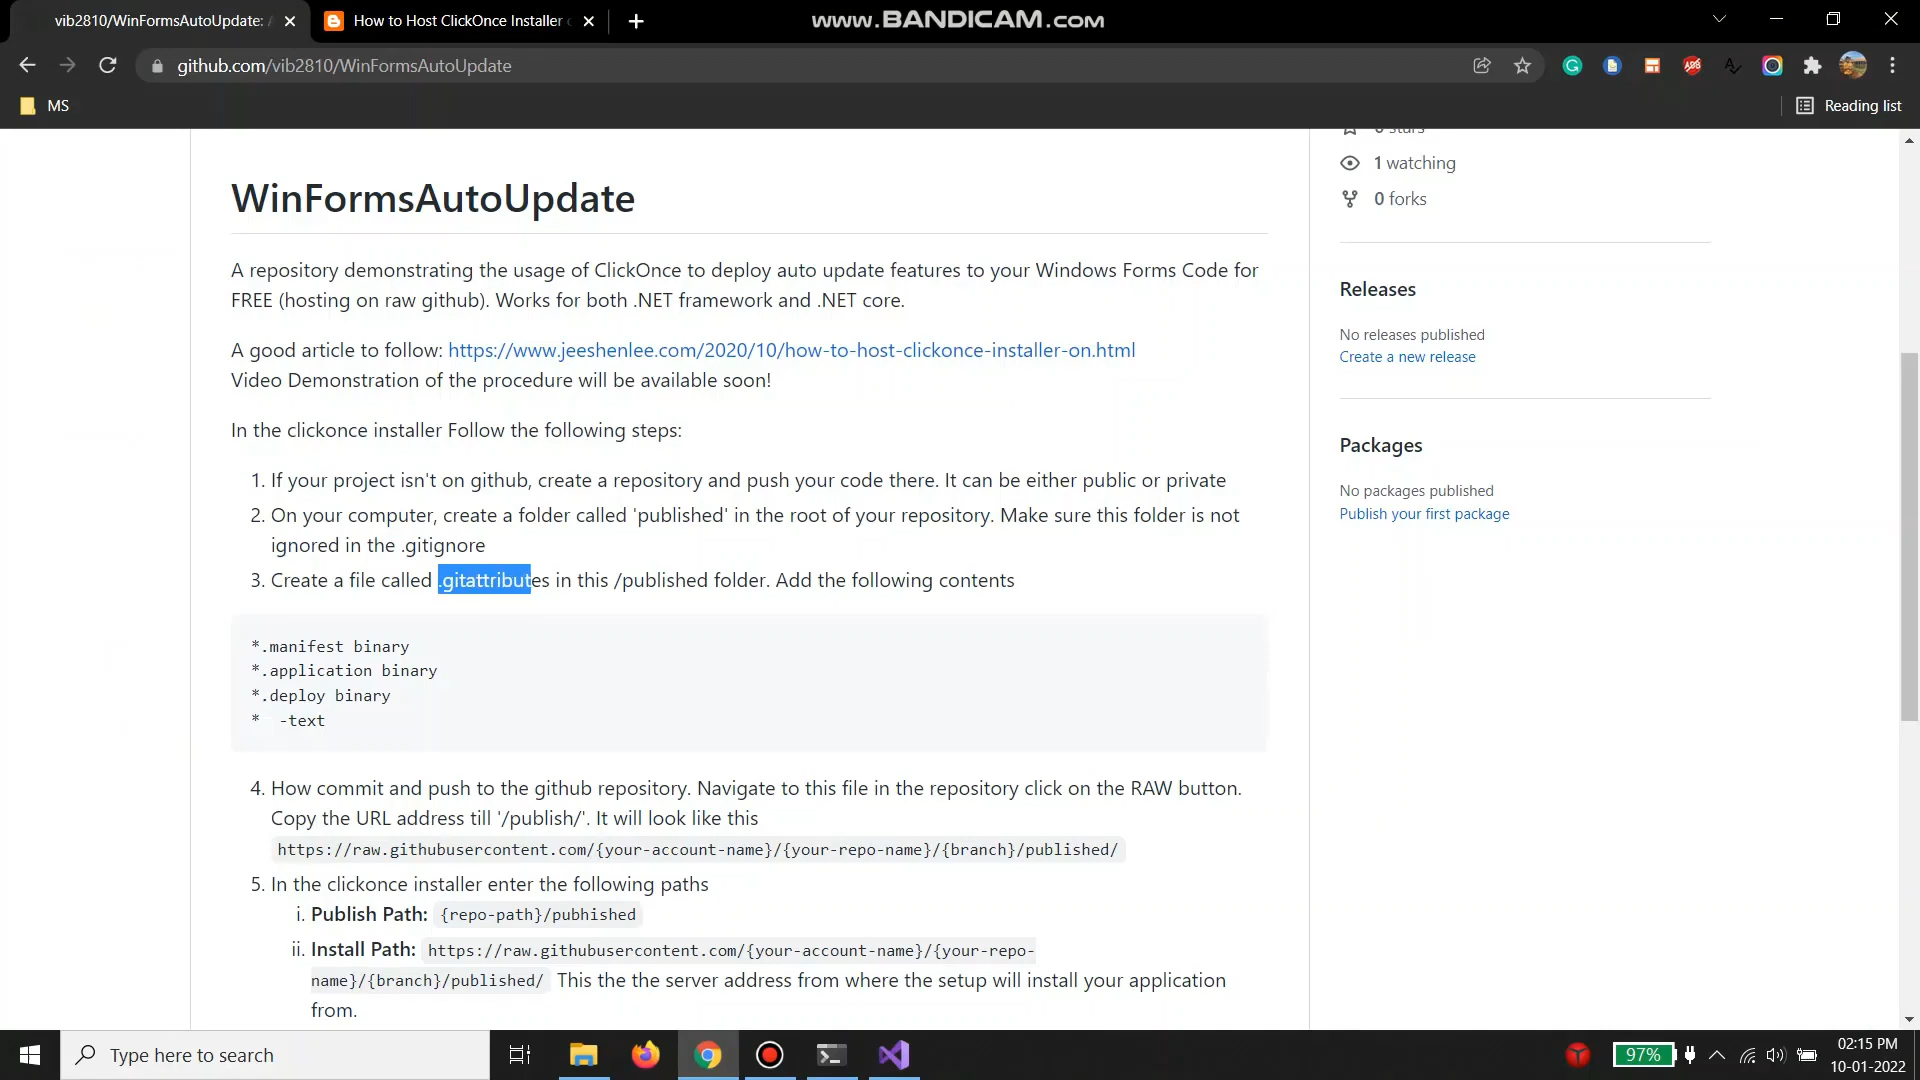 vib2810/WinFormsAutoUpdate:
How to Host ClickOnce Installer
www.BANDICAM.com
github.com/vib2810/WinFormsAutoUpdate
MS
Reading list
0 stars
1 watching
0 forks
WinFormsAutoUpdate
A repository demonstrating the usage of ClickOnce to deploy auto update features to your Windows Forms Code for
FREE (hosting on raw github). Works for both .NET framework and .NET core.
A good article to follow: https://www.jeeshenlee.com/2020/10/how-to-host-clickonce-installer-on.html
Video Demonstration of the procedure will be available soon!
In the clickonce installer Follow the following steps:
1. If your project isn't on github, create a repository and push your code there. It can be either public or private
2. On your computer, create a folder called 'published' in the root of your repository. Make sure this folder is not
ignored in the .gitignore
3. Create a file called .gitattributes in this /published folder. Add the following contents
*.manifest binary
*.application binary
*.deploy binary
*  -text
4. How commit and push to the github repository. Navigate to this file in the repository click on the RAW button.
Copy the URL address till '/publish/'. It will look like this
https://raw.githubusercontent.com/{your-account-name}/{your-repo-name}/{branch}/published/
5. In the clickonce installer enter the following paths
i. Publish Path: {repo-path}/pubhished
ii. Install Path: https://raw.githubusercontent.com/{your-account-name}/{your-repo-
name}/{branch}/published/ This the the server address from where the setup will install your application
from.
Releases
No releases published
Create a new release
Packages
No packages published
Publish your first package
Type here to search
97%
02:15 PM
10-01-2022